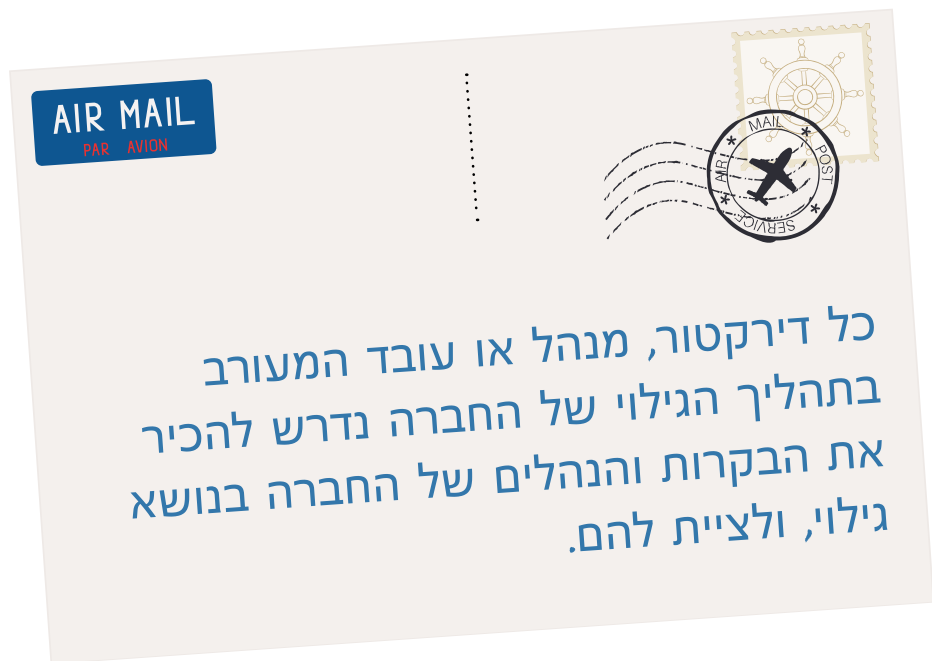 AIR MAIL
PAR AVION
AIR MAIL POST SERVICE
כל דירקטור, מנהל או עובד המעורב
בתהליך הגילוי של החברה נדרש להכיר
את הבקרות והנהלים של החברה בנושא
גילוי, ולציית להם.